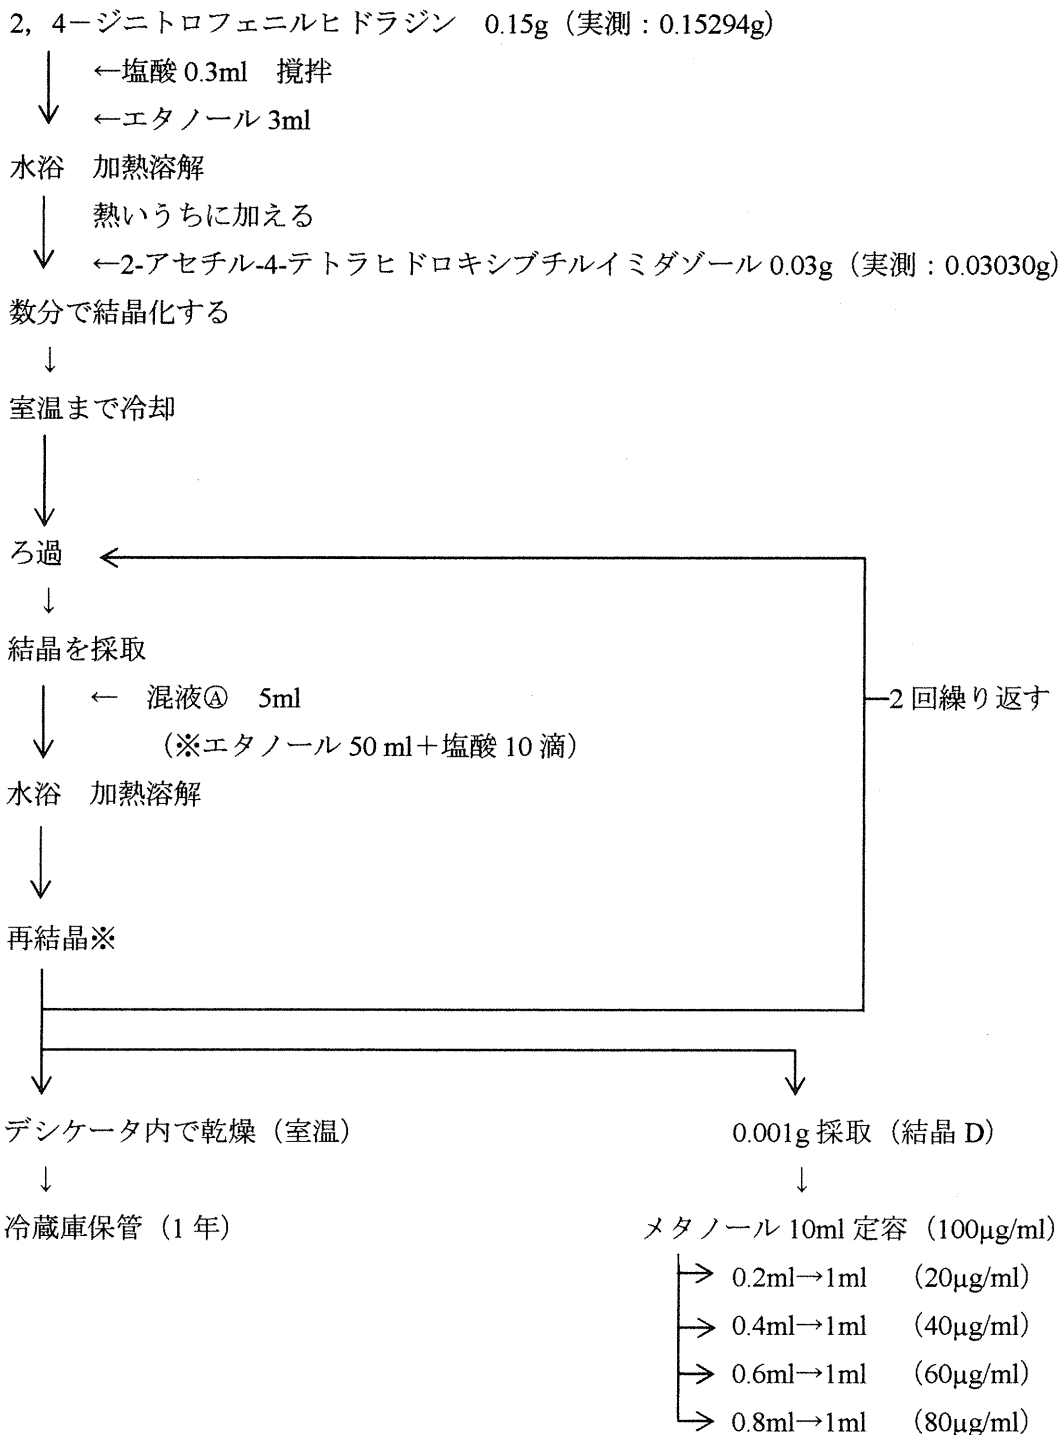 2，4－ジニトロフェニルヒドラジン　0.15g（実測：0.15294g）
←塩酸 0.3ml　撹拌
←エタノール 3ml
水浴　加熱溶解
熱いうちに加える
←2-アセチル-4-テトラヒドロキシブチルイミダゾール 0.03g（実測：0.03030g）
数分で結晶化する
↓
室温まで冷却
ろ過
↓
結晶を採取
←　混液Ⓐ　5ml
2 回繰り返す
（※エタノール 50 ml＋塩酸 10 滴）
水浴　加熱溶解
再結晶※
デシケータ内で乾燥（室温）　0.001g 採取（結晶 D）
↓　↓
冷蔵庫保管（1 年）　メタノール 10ml 定容（100μg/ml）
0.2ml→1ml　（20μg/ml）
0.4ml→1ml　（40μg/ml）
0.6ml→1ml　（60μg/ml）
0.8ml→1ml　（80μg/ml）